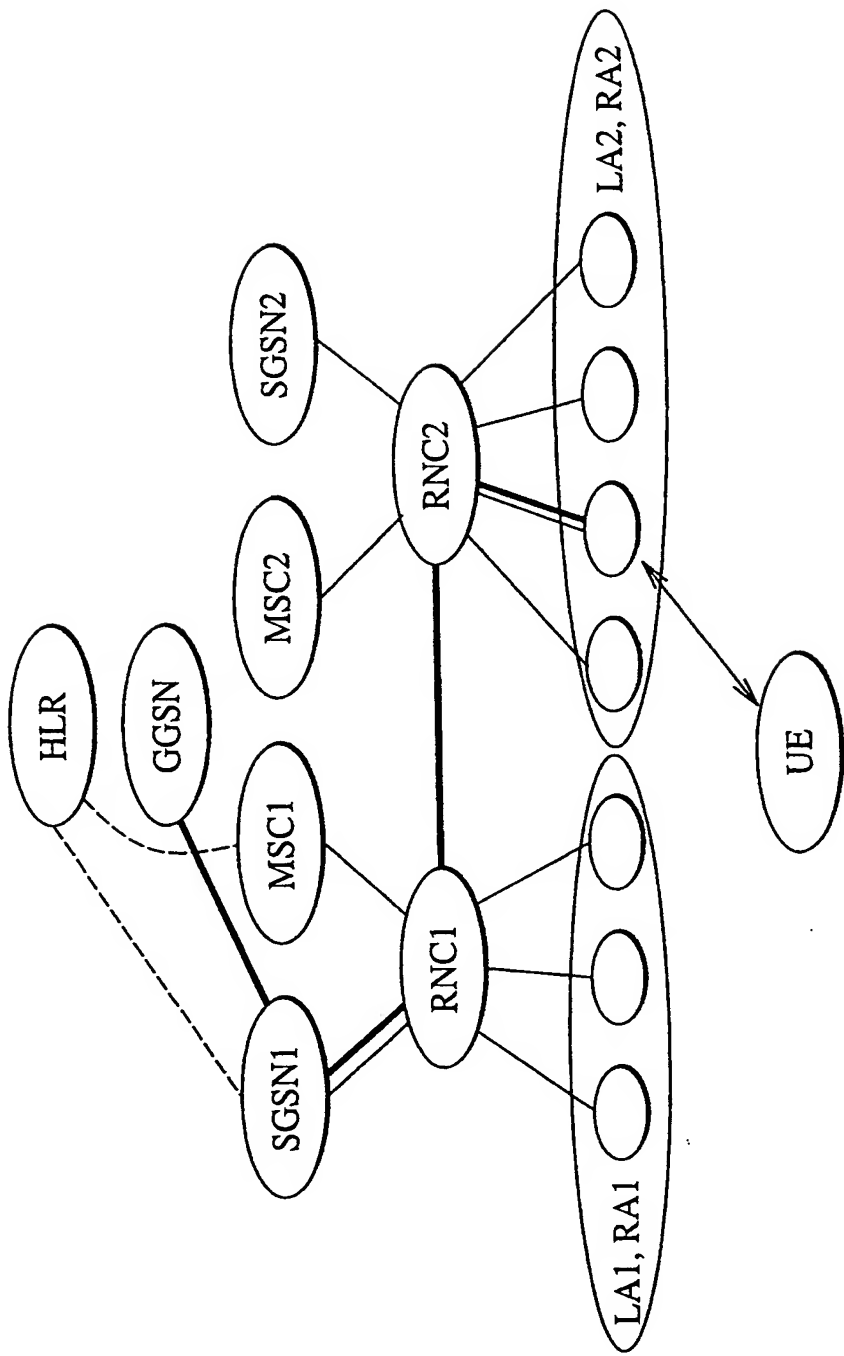 HLR
GGSN
SGSN1
MSC1
MSC2
SGSN2
RNC1
RNC2
LA1, RA1
LA2, RA2
UE